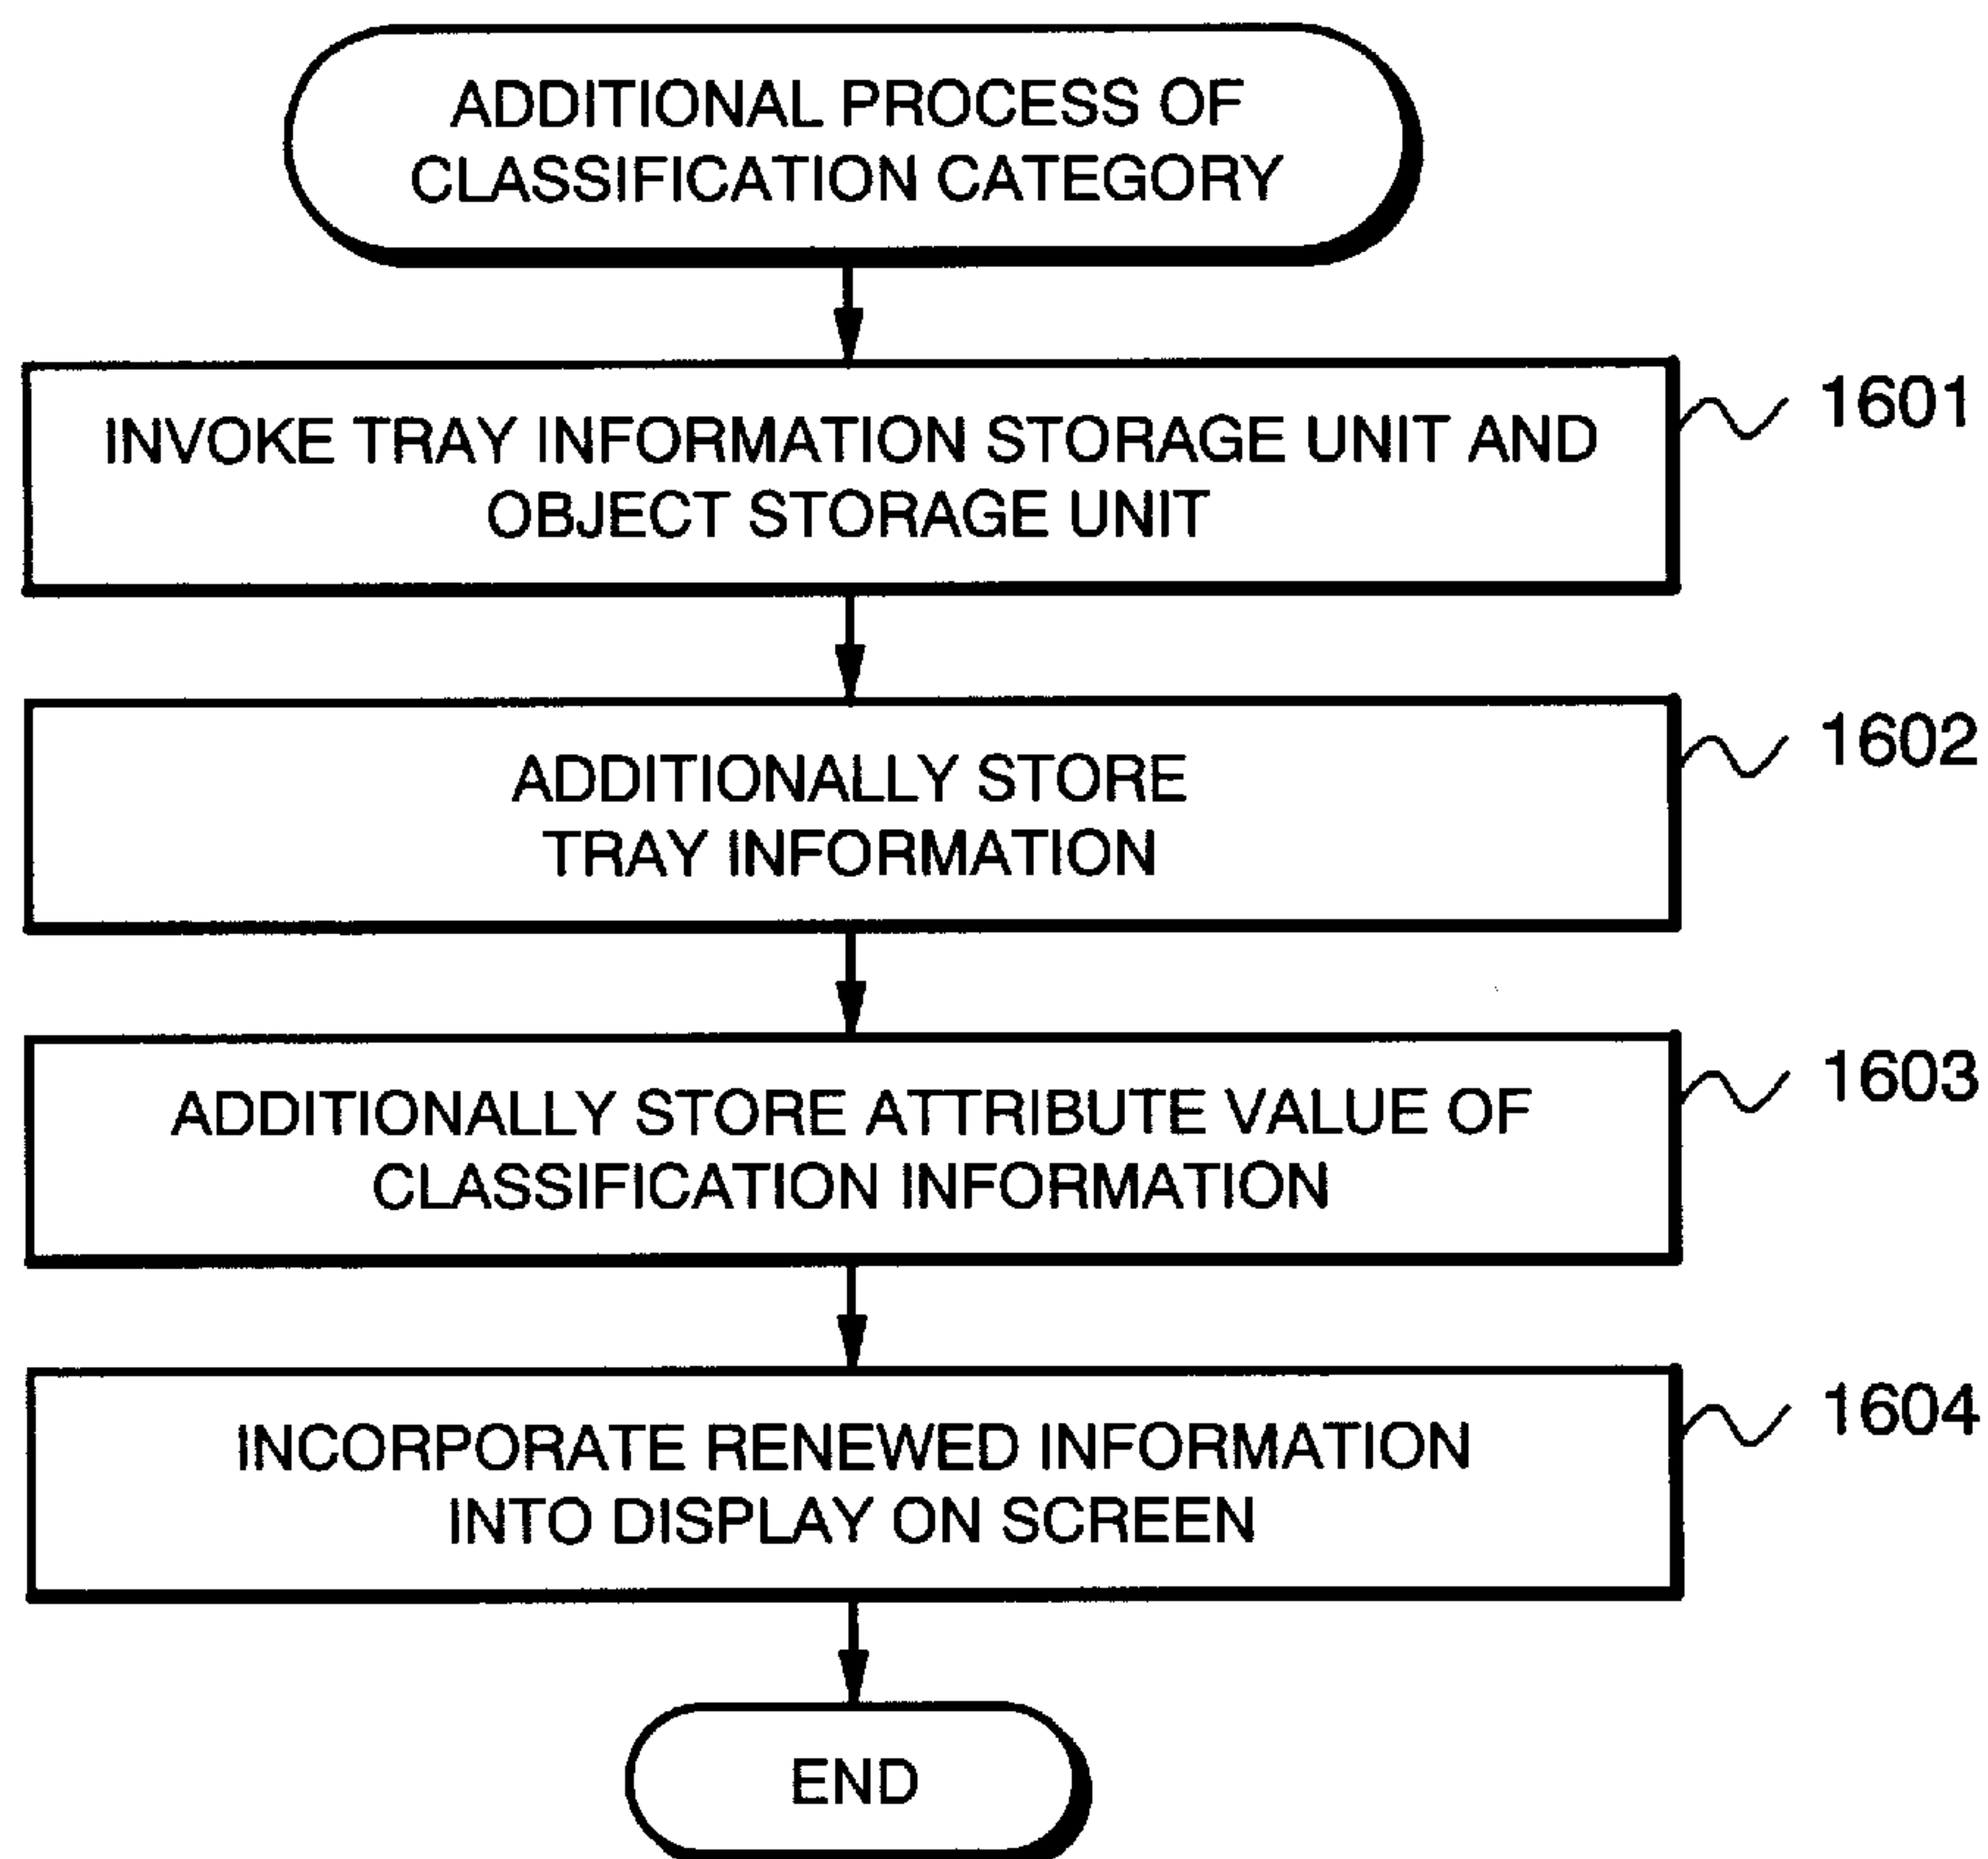 ADDITIONAL PROCESS OF
CLASSIFICATION CATEGORY
INVOKE TRAY INFORMATION STORAGE UNIT AND
OBJECT STORAGE UNIT
1601
ADDITIONALLY STORE
TRAY INFORMATION
1602
ADDITIONALLY STORE ATTRIBUTE VALUE OF
CLASSIFICATION INFORMATION
1603
INCORPORATE RENEWED INFORMATION
INTO DISPLAY ON SCREEN
1604
END